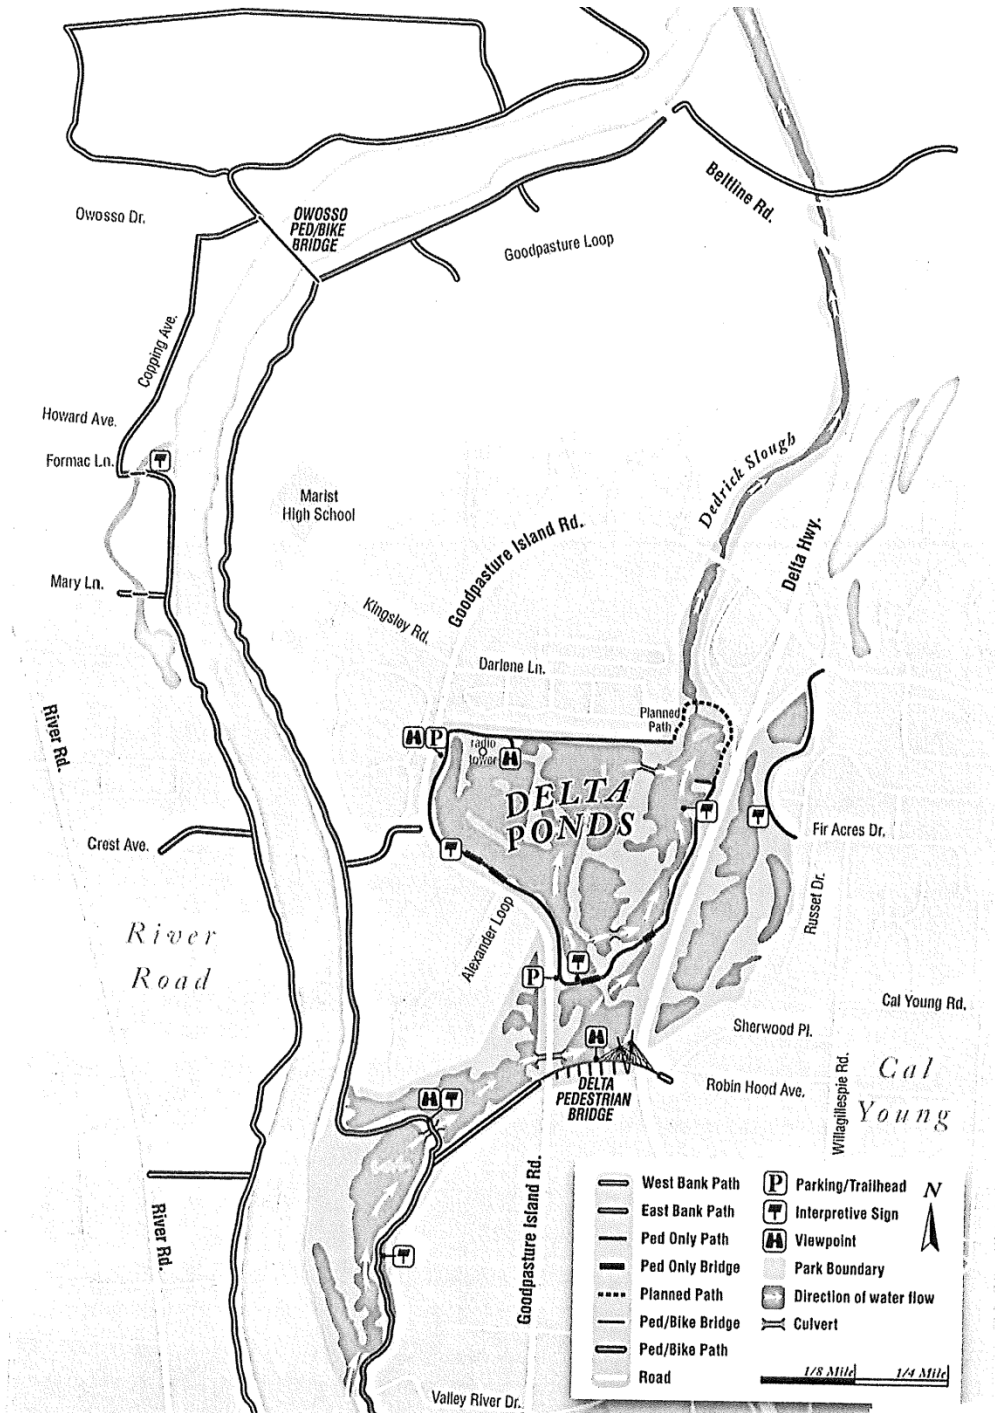 Owosso Dr.
OWOSSO
PED/BIKE
BRIDGE
Beltline Rd.
Goodpasture Loop
Copping Ave.
Howard Ave.
Formac Ln.
Marist
High School
Dedrick Slough
Goodpasture Island Rd.
Delta Hwy.
Mary Ln.
Kingsley Rd.
Darlene Ln.
River Rd.
Planned
Path
P
radio
tower
DELTA
PONDS
Crest Ave.
Fir Acres Dr.
Russet Dr.
Alexander Loop
River
Road
P
Cal Young Rd.
Sherwood Pl.
DELTA
PEDESTRIAN
BRIDGE
Robin Hood Ave.
Willagillespie Rd.
Cal
Young
River Rd.
Goodpasture Island Rd.
Valley River Dr.
West Bank Path
East Bank Path
Ped Only Path
Ped Only Bridge
Planned Path
Ped/Bike Bridge
Ped/Bike Path
Road
P Parking/Trailhead
Interpretive Sign
Viewpoint
Park Boundary
Direction of water flow
Culvert
N
1/8 Mile 1/4 Mile